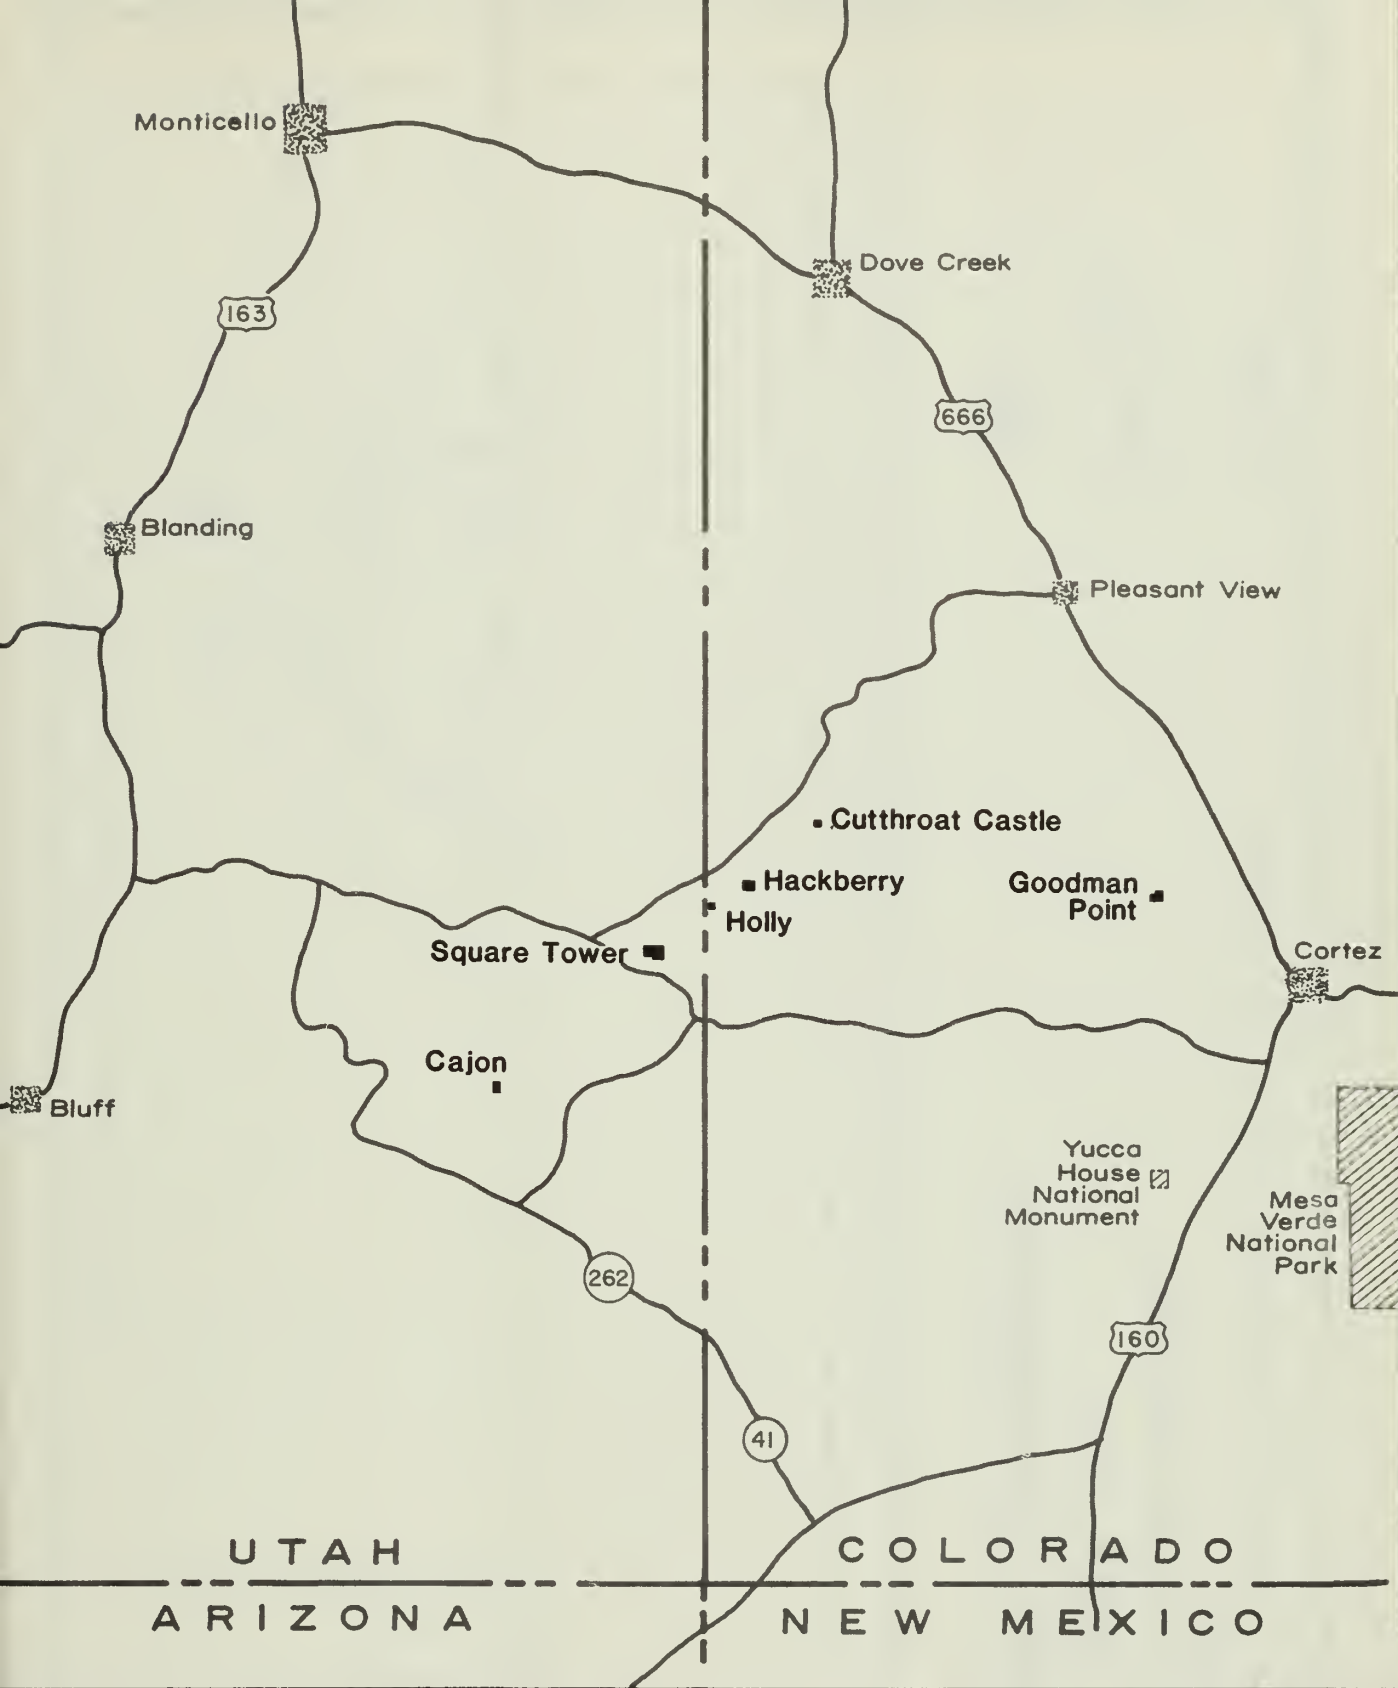 Monticello
Dove Creek
163
666
Blanding
Pleasant View
Cutthroat Castle
Hackberry
Goodman
Point
Holly
Square Tower
Cortez
Cajon
Bluff
Yucca
House
National
Monument
Mesa
Verde
National
Park
262
160
41
UTAH
COLORADO
ARIZONA
NEW MEXICO